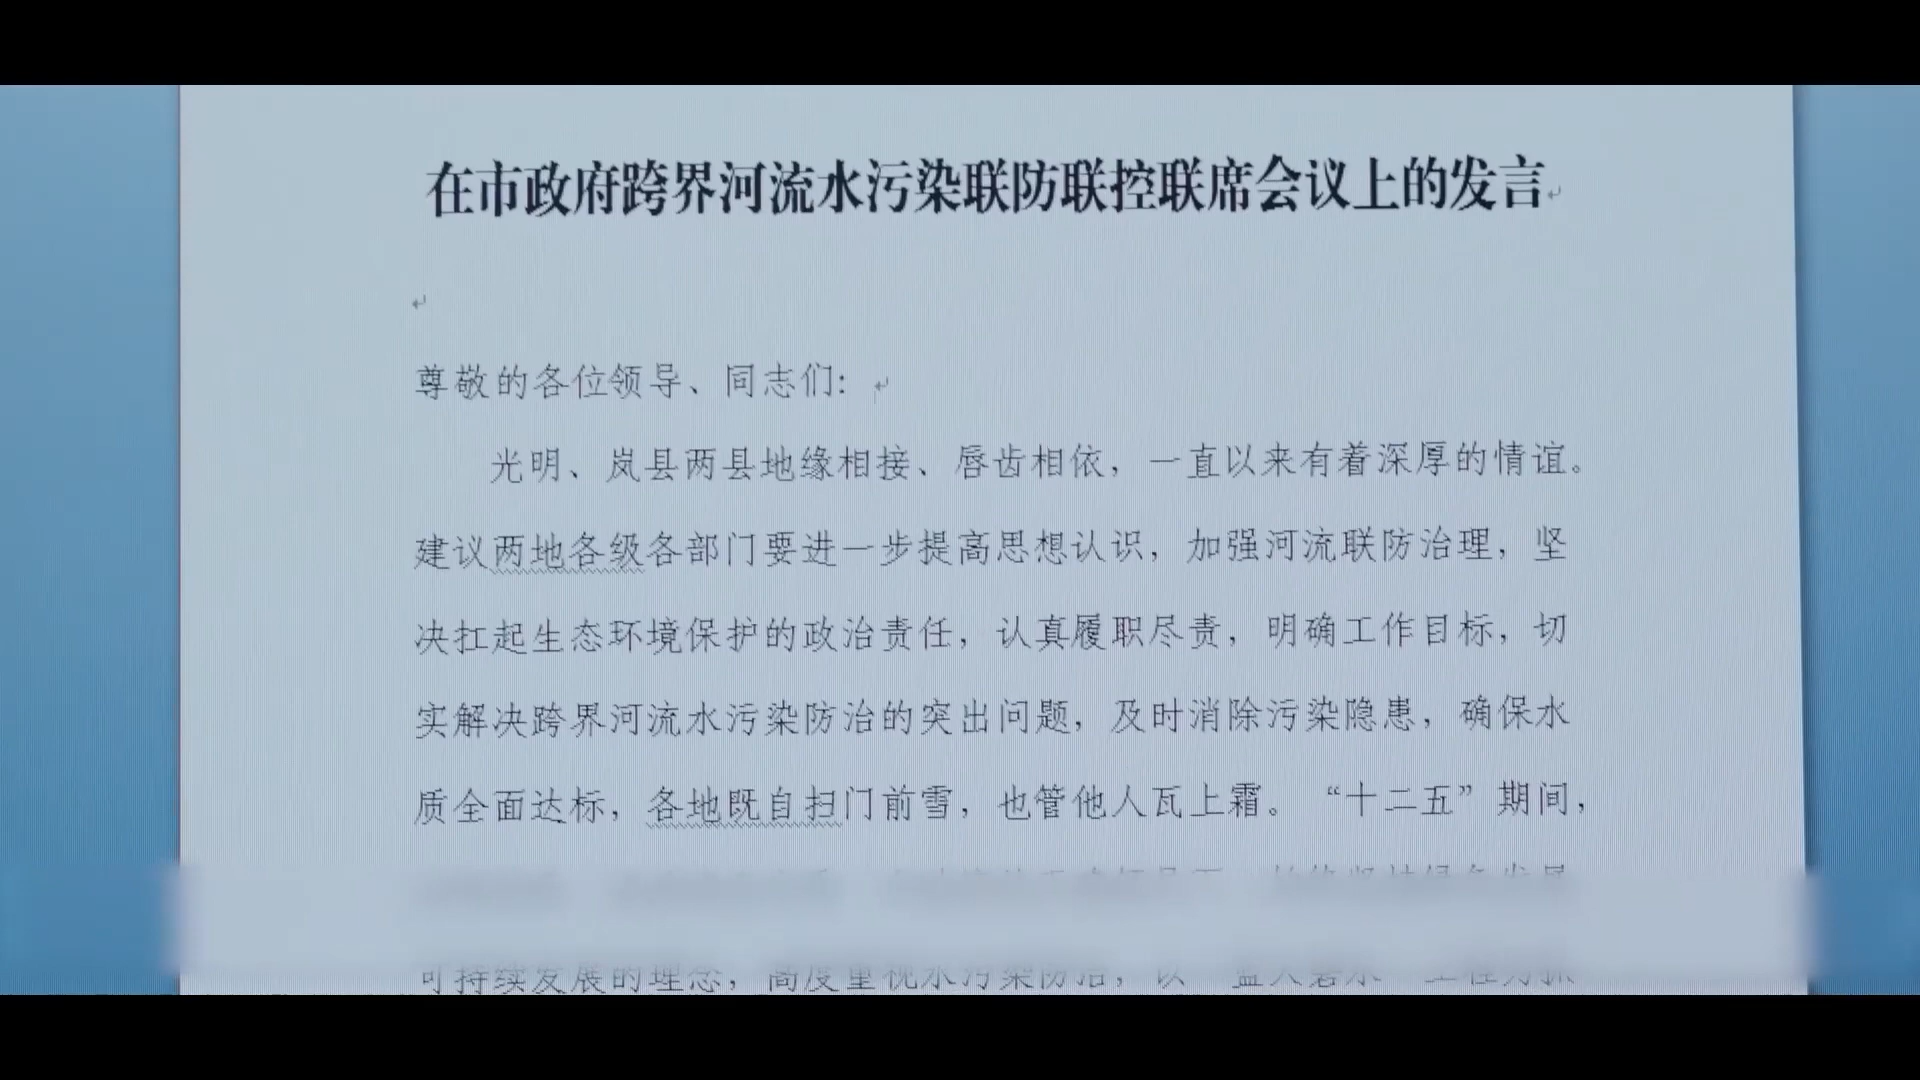 在市政府跨界河流水污染联防联控联席会议上的发言
尊敬的各位领导、同志们：
光明、岚县两县地缘相接、唇齿相依，一直以来有着深厚的情谊。
建议两地各级各部门要进一步提高思想认识，加强河流联防治理，坚
决扛起生态环境保护的政治责任，认真履职尽责，明确工作目标，切
实解决跨界河流水污染防治的突出问题，及时消除污染隐患，确保水
质全面达标，各地既自扫门前雪，也管他人瓦上霜。“十二五”期间，
可持续发展的理念，高度重视水污染防治，以